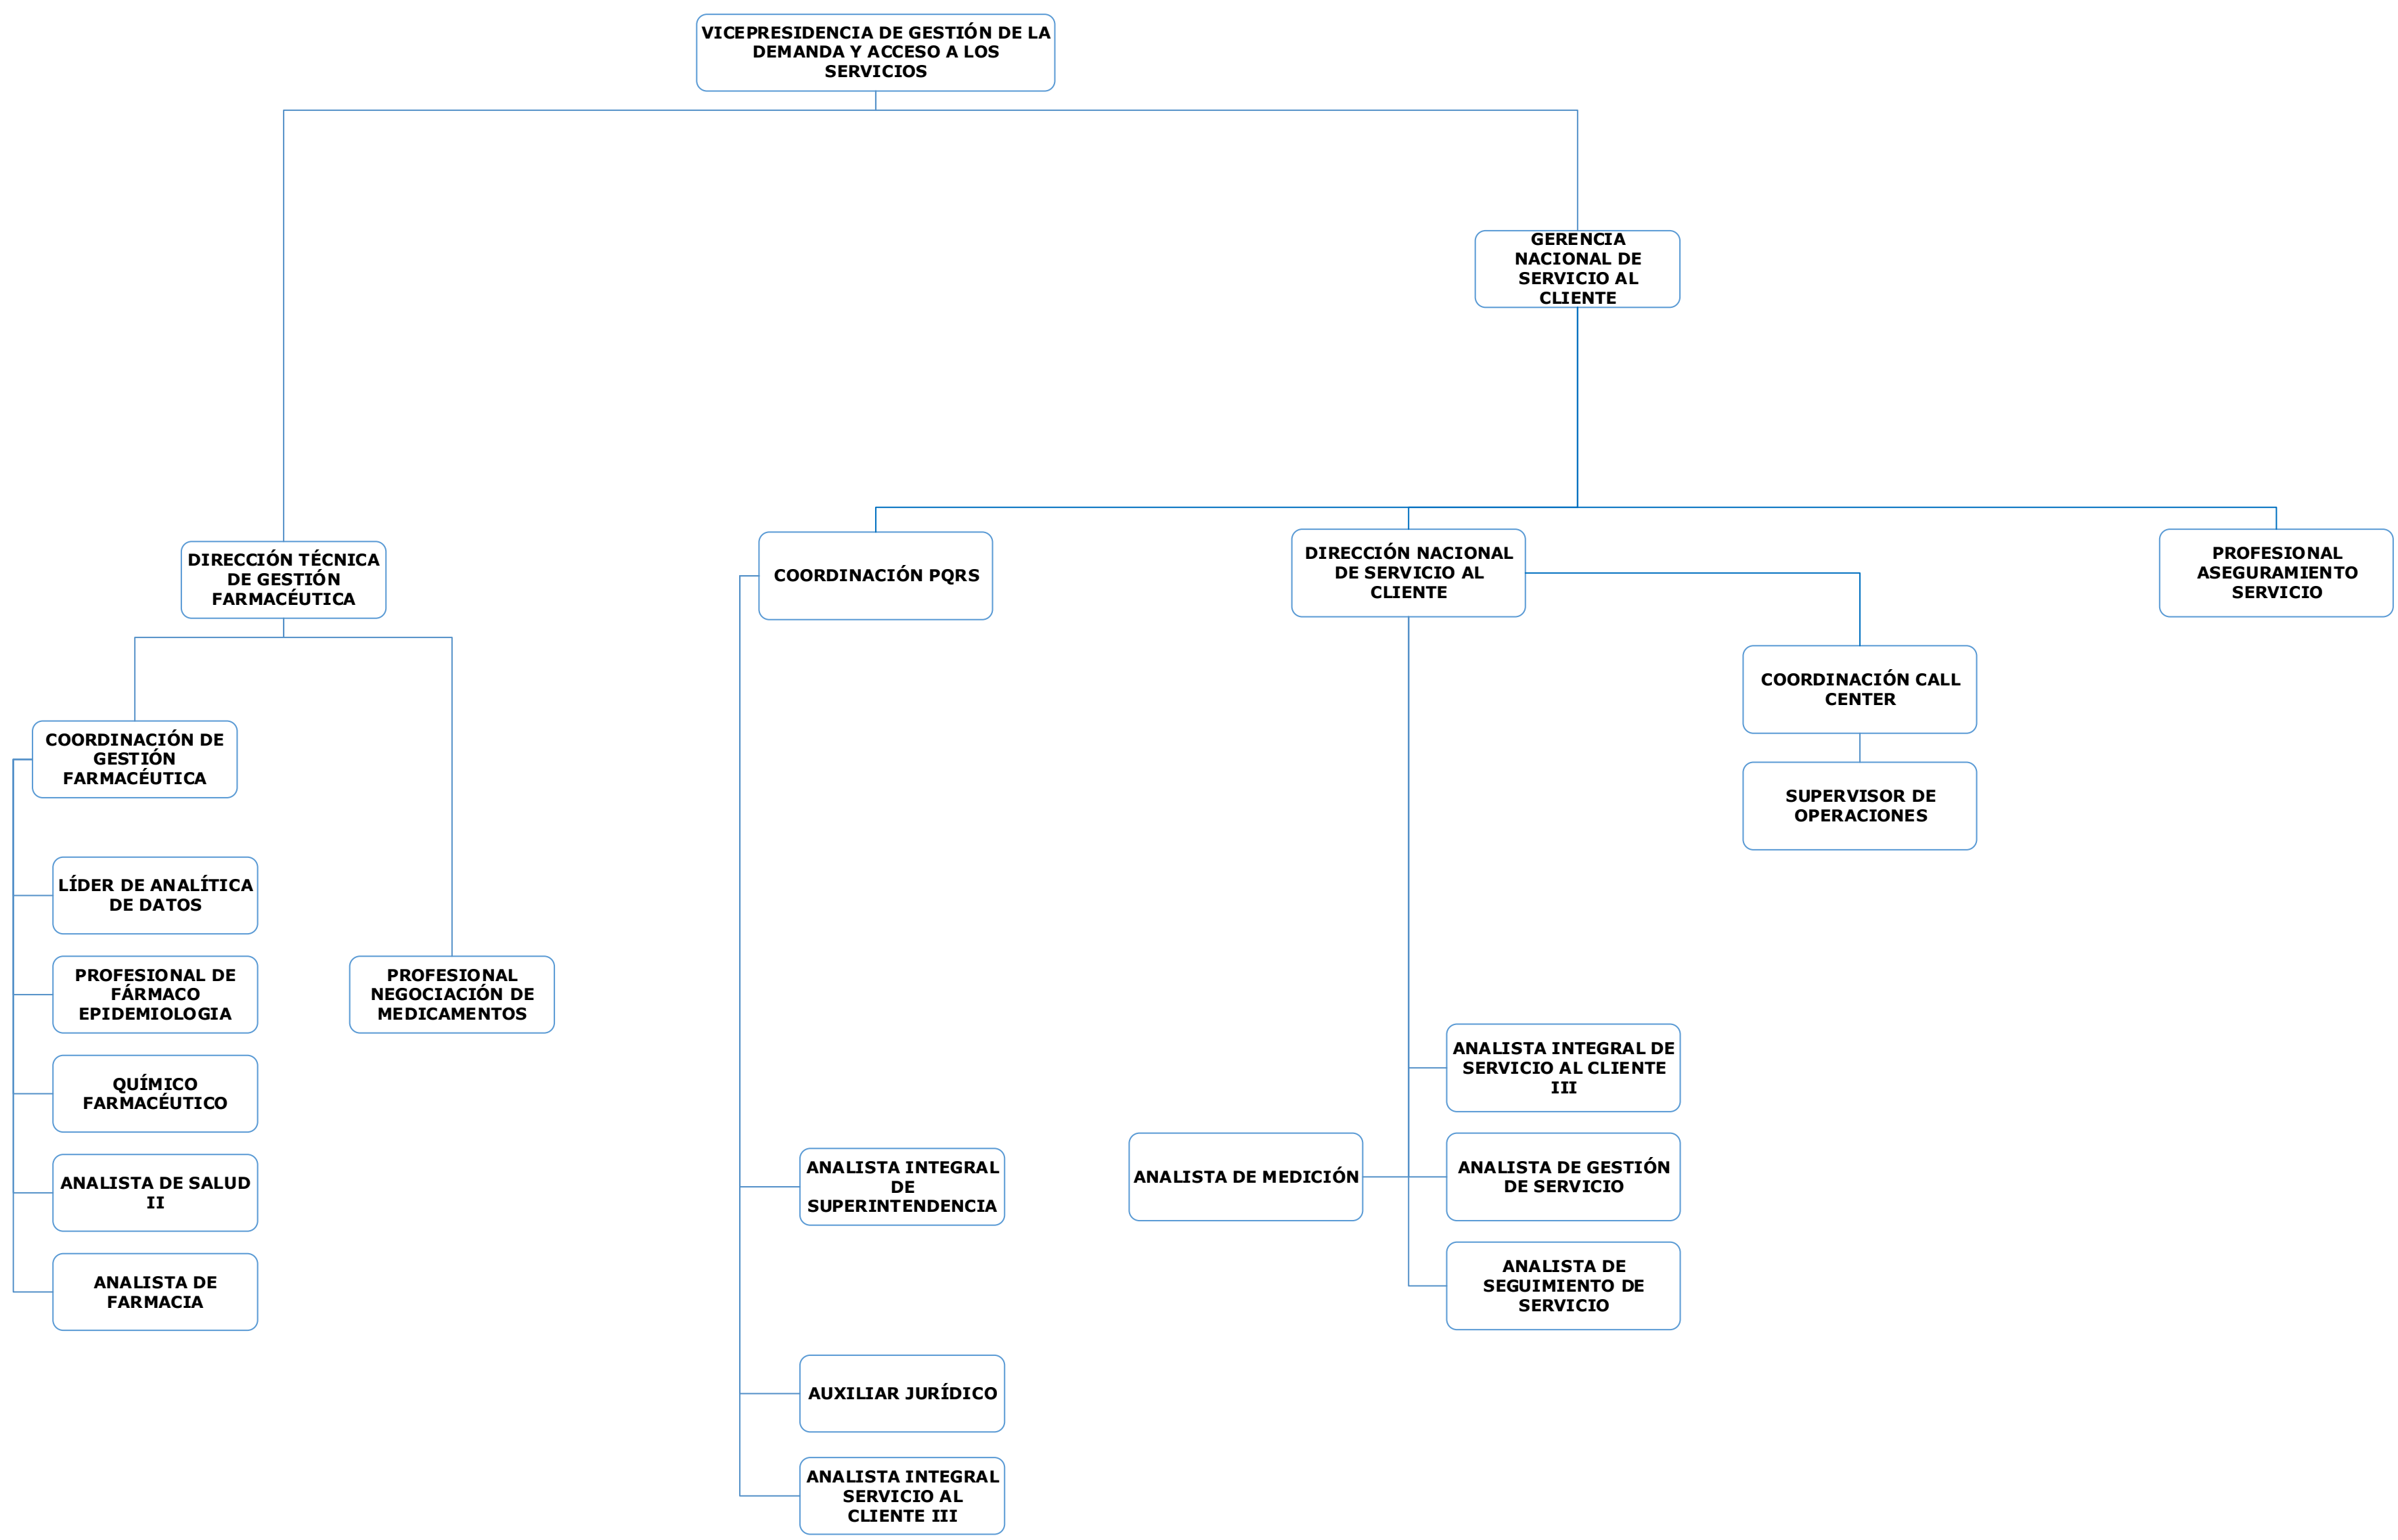 VICEPRESIDENCIA DE GESTIÓN DE LA
DEMANDA Y ACCESO A LOS
SERVICIOS
GERENCIA
NACIONAL DE
SERVICIO AL
CLIENTE
DIRECCIÓN TÉCNICA
DE GESTIÓN
FARMACÉUTICA
COORDINACIÓN PQRS
DIRECCIÓN NACIONAL
DE SERVICIO AL
CLIENTE
PROFESIONAL
ASEGURAMIENTO
SERVICIO
COORDINACIÓN CALL
CENTER
SUPERVISOR DE
OPERACIONES
COORDINACIÓN DE
GESTIÓN
FARMACÉUTICA
LÍDER DE ANALÍTICA
DE DATOS
PROFESIONAL DE
FÁRMACO
EPIDEMIOLOGIA
PROFESIONAL
NEGOCIACIÓN DE
MEDICAMENTOS
QUÍMICO
FARMACÉUTICO
ANALISTA DE SALUD
II
ANALISTA DE
FARMACIA
ANALISTA INTEGRAL
DE
SUPERINTENDENCIA
AUXILIAR JURÍDICO
ANALISTA INTEGRAL
SERVICIO AL
CLIENTE III
ANALISTA DE MEDICIÓN
ANALISTA INTEGRAL DE
SERVICIO AL CLIENTE
III
ANALISTA DE GESTIÓN
DE SERVICIO
ANALISTA DE
SEGUIMIENTO DE
SERVICIO